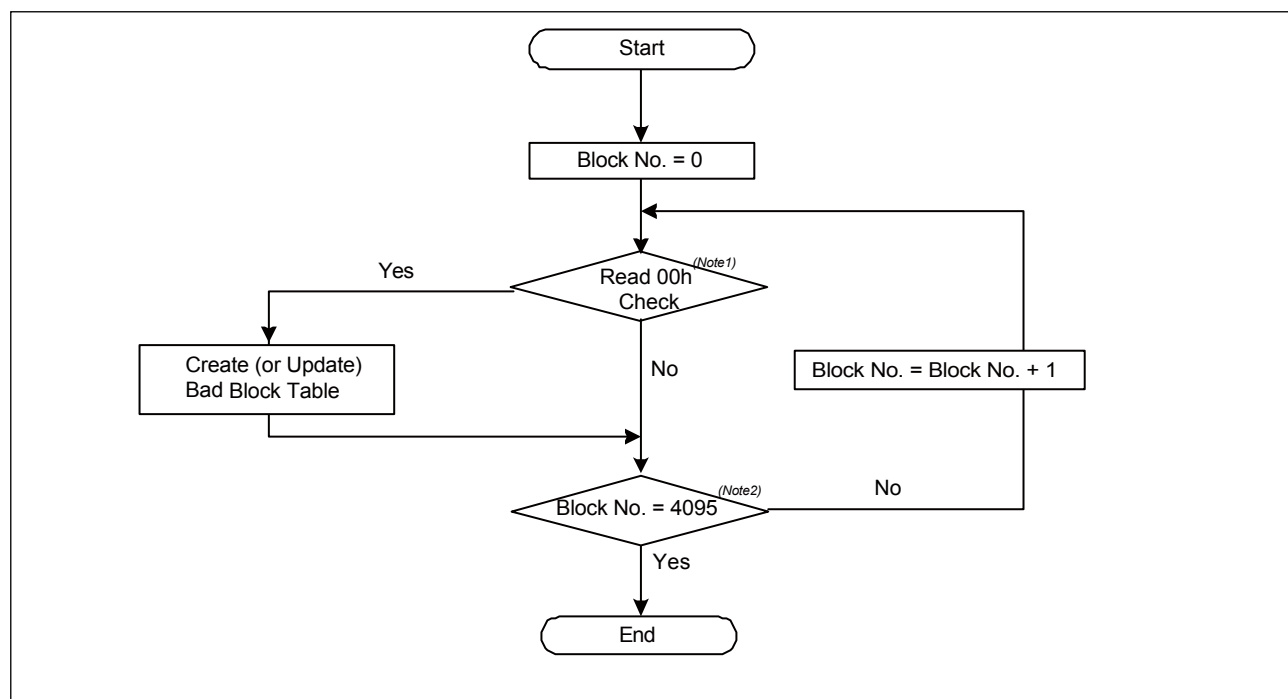 Start
Block No. = 0
(Note1)
Yes
Read 00h
Check
Create (or Update)
Bad Block Table
No
Block No. = Block No. + 1
(Note2)
Block No. = 4095
No
Yes
End